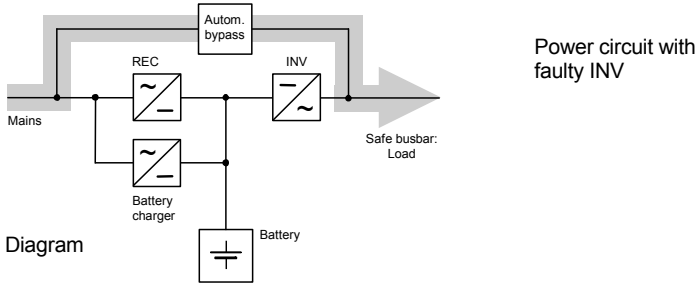 Autom.
bypass
Power circuit with
faulty INV
REC
INV
Mains
Safe busbar:
Load
Battery
charger
Battery
Diagram